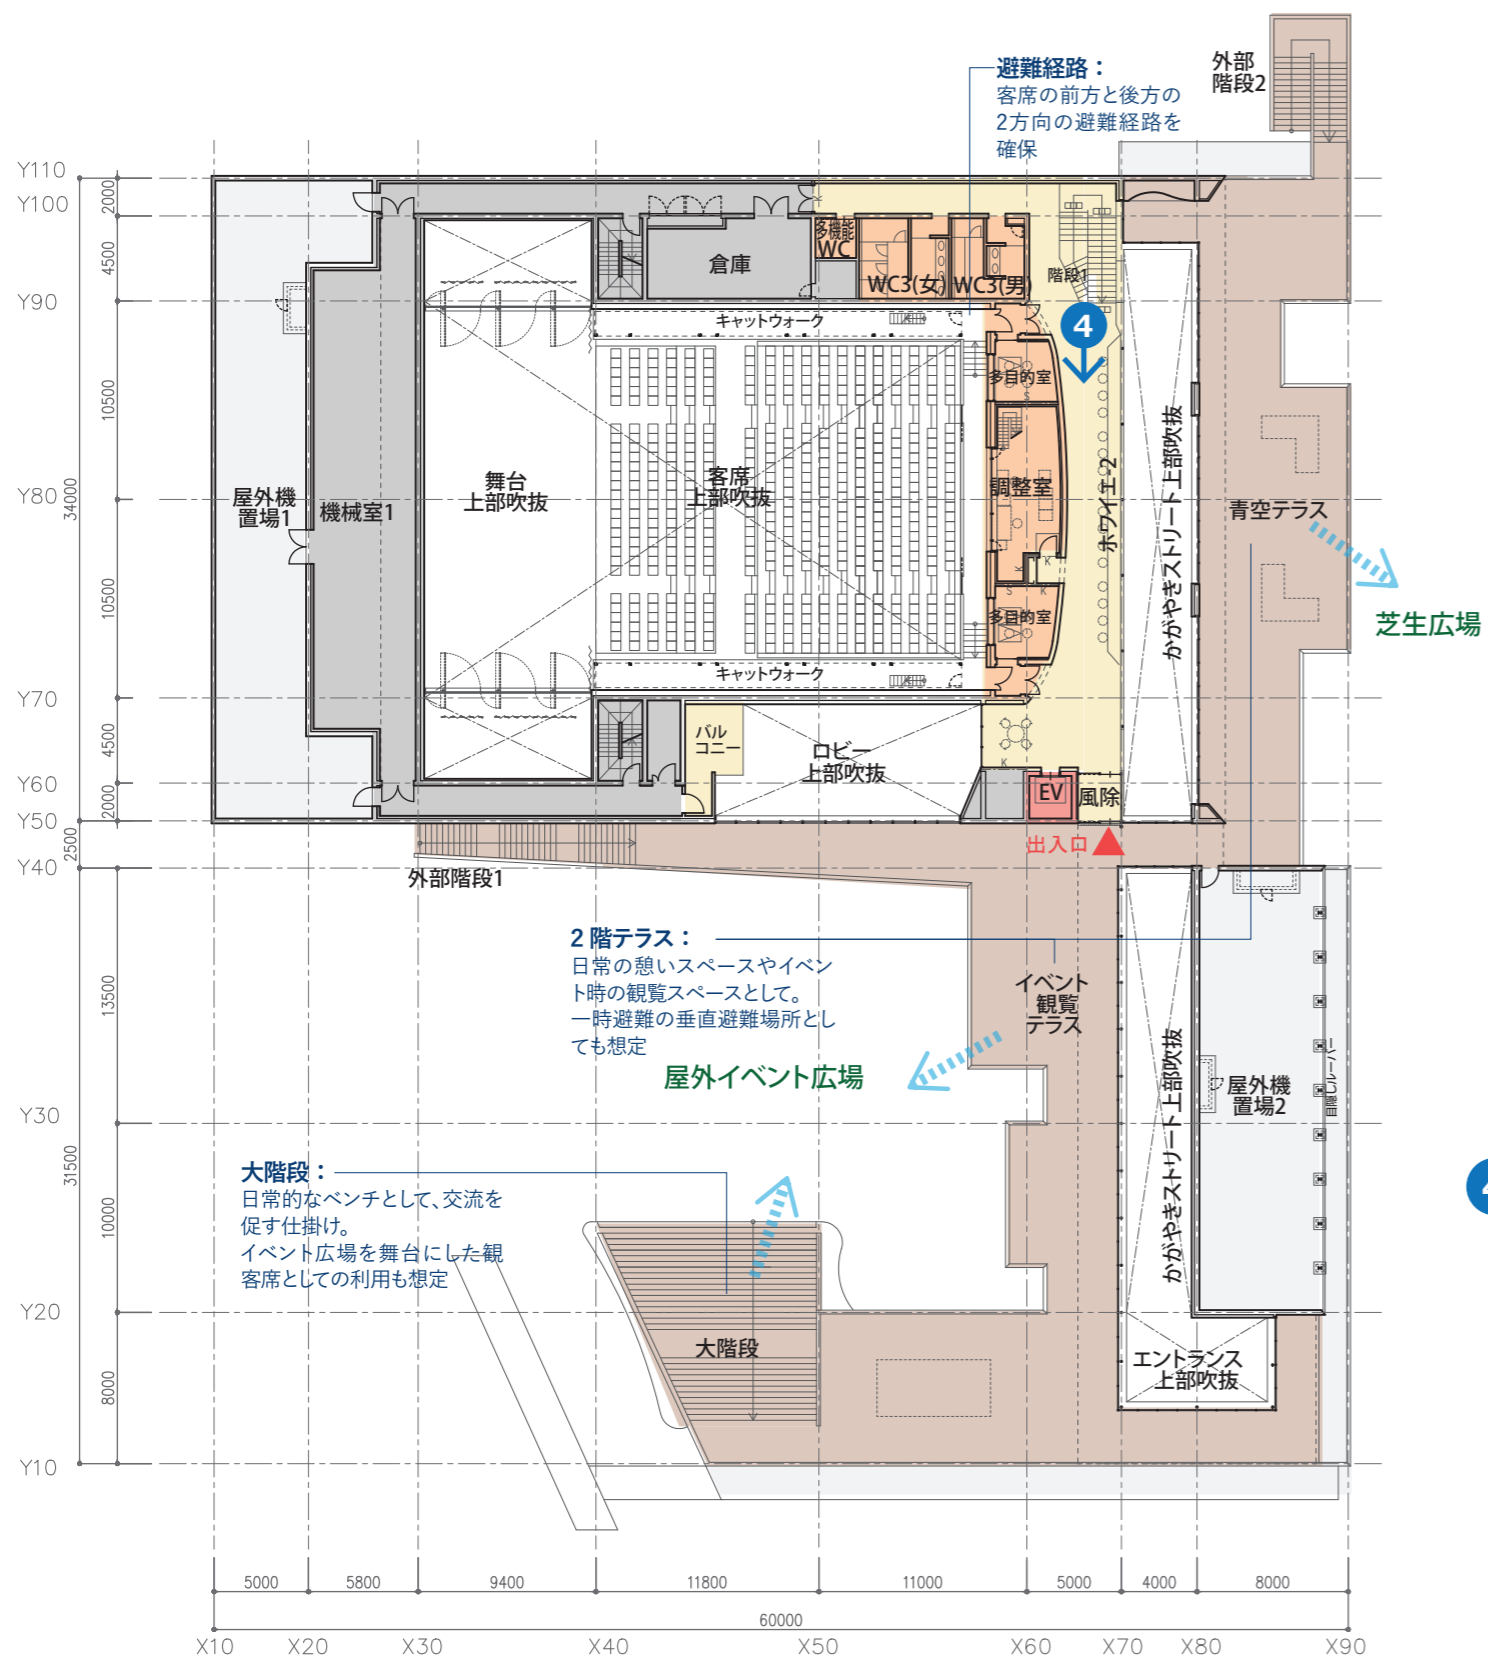 避難経路：
客席の前方と後方の
2方向の避難経路を
確保
外部
階段2
Y110
Y100
Y90
Y80
Y70
Y60
Y50
Y40
Y30
Y20
Y10
2000
4500
10500
34000
10500
4500
2000
2500
13500
31500
10000
8000
多機能
WC
倉庫
WC3(女)
WC3(男)
階段1
キャットウォーク
4
多目的室
舞台
上部吹抜
客席
上部吹抜
調整室
ホワイエ-2
かがやきストリート上部吹抜
屋外機
置場1
機械室1
青空テラス
芝生広場
多目的室
キャットウォーク
バル
コニー
ロビー
上部吹抜
EV
風除
出入口
外部階段1
2 階テラス：
日常の憩いスペースやイベン
ト時の観覧スペースとして。
一時避難の垂直避難場所とし
ても想定
イベント
観覧
テラス
屋外イベント広場
かがやきストリート上部吹抜
屋外機
置場2
目隠しルーバー
大階段：
日常的なベンチとして、交流を
促す仕掛け。
イベント広場を舞台にした観
客席としての利用も想定
大階段
エントランス
上部吹抜
5000
5800
9400
11800
11000
5000
4000
8000
60000
X10
X20
X30
X40
X50
X60
X70
X80
X90